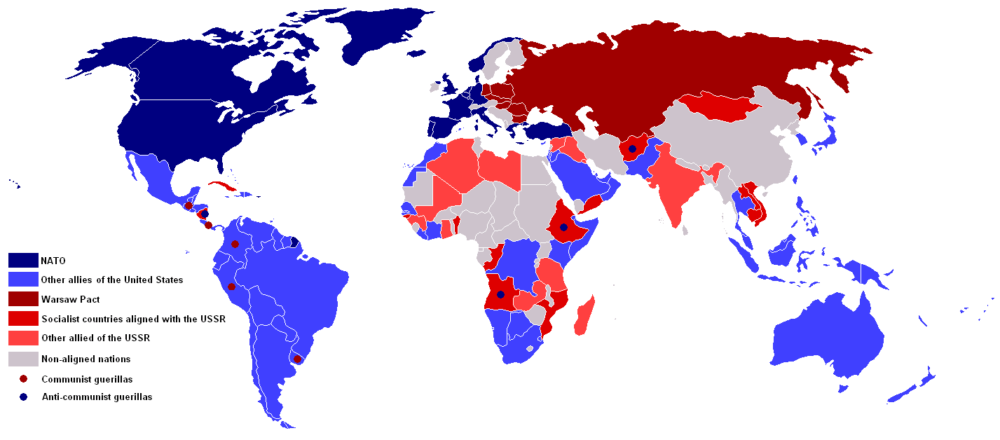 NATO
Other allies of the United States
Warsaw Pact
Socialist countries aligned with the USSR
Other allied of the USSR
Non-aligned nations
Communist guerillas
Anti-communist guerillas